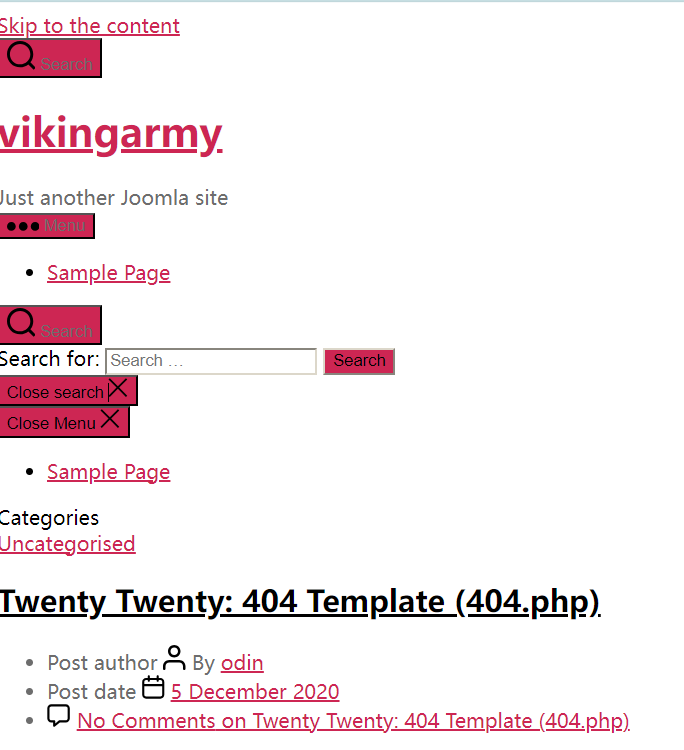 Skip to the content
Search
vikingarmy
Just another Joomla site
Menu
Sample Page
Search
Search for: Search … Search
Close search
Close Menu
Sample Page
Categories
Uncategorised
Twenty Twenty: 404 Template (404.php)
Post author By odin
Post date 5 December 2020
No Comments on Twenty Twenty: 404 Template (404.php)